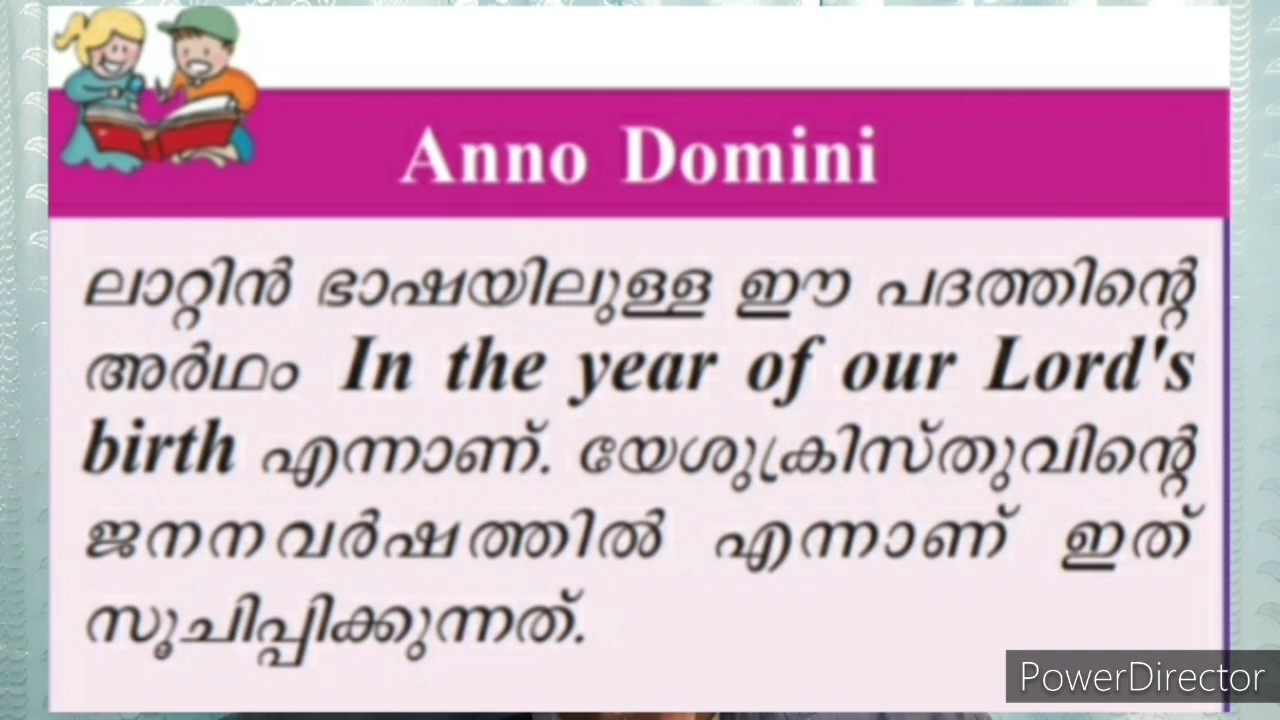 Anno Domini
ലാറ്റിൻ ഭാഷയിലുള്ള ഈ പദത്തിന്റെ
അർഥം In the year of our Lord's
birth എന്നാണ്. യേശുക്രിസ്തുവിന്റെ
ജനനവർഷത്തിൽ എന്നാണ് ഇത്
സൂചിപ്പിക്കുന്നത്.
PowerDirector